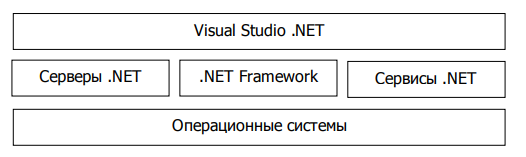 Visual Studio .NET
Серверы .NET
.NET Framework
Сервисы .NET
Операционные системы